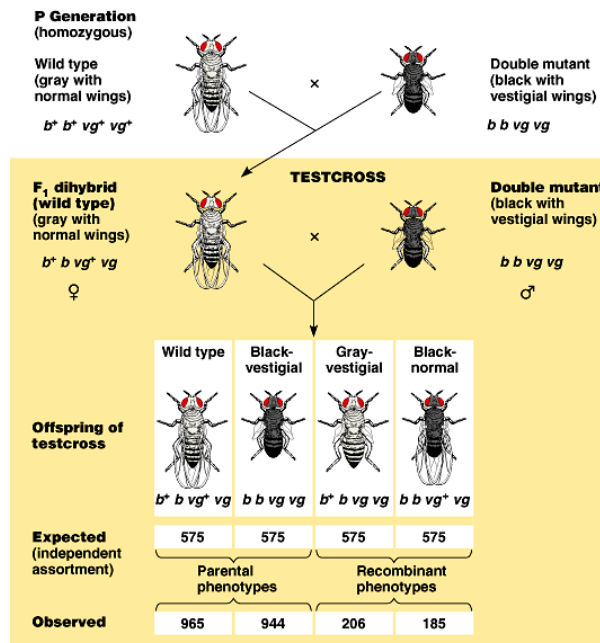 P Generation
(homozygous)
Wild type
(gray with
normal wings)
b⁺ b⁺ vg⁺ vg⁺
×
Double mutant
(black with
vestigial wings)
b b vg vg
TESTCROSS
F₁ dihybrid
(wild type)
(gray with
normal wings)
b⁺ b vg⁺ vg
♀
×
Double mutant
(black with
vestigial wings)
b b vg vg
♂
Wild type
Black-
vestigial
Gray-
vestigial
Black-
normal
Offspring of
testcross
b⁺ b vg⁺ vg
b b vg vg
b⁺ b vg vg
b b vg⁺ vg
Expected
(independent
assortment)
575 575 575 575
Parental
phenotypes
Recombinant
phenotypes
Observed
965 944 206 185